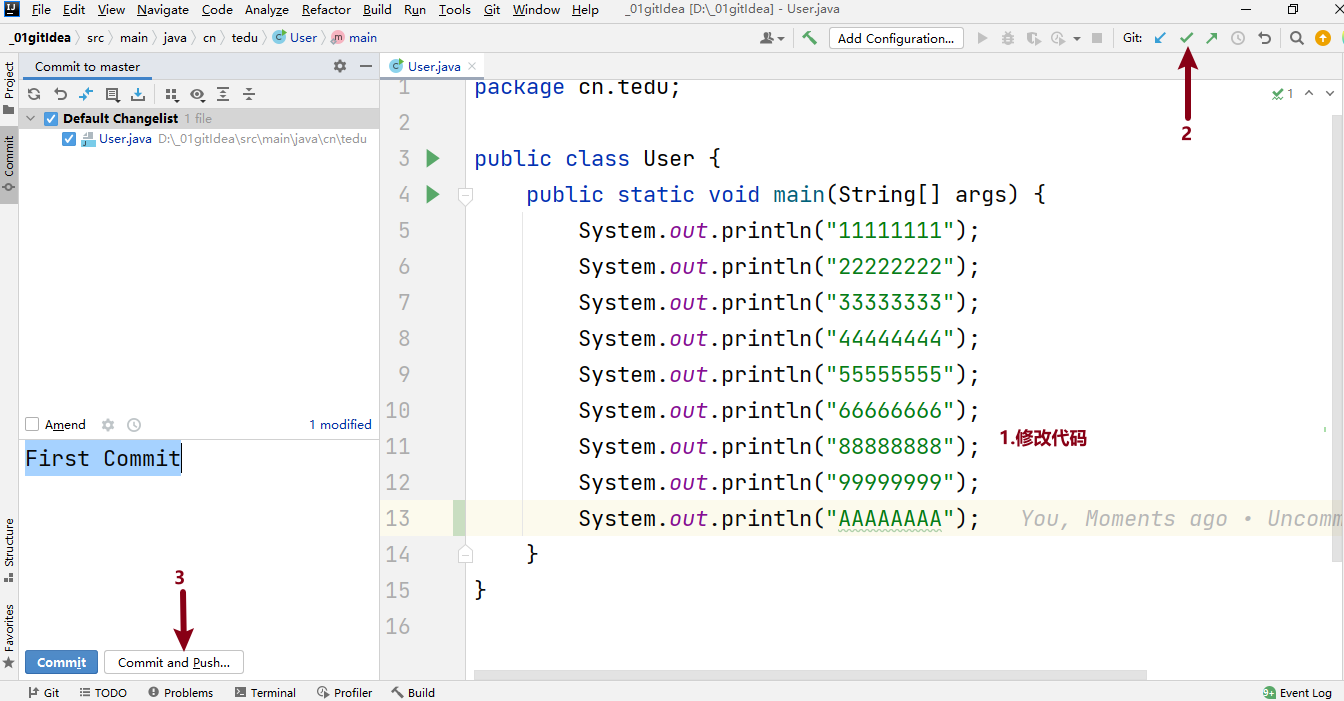 File Edit View Navigate Code Analyze Refactor Build Run Tools Git Window Help _01gitIdea [D:\_01gitIdea] - User.java
_01gitIdea src main java cn tedu User main Add Configuration... Git:
Commit to master
User.java
Default Changelist 1 file
User.java D:\_01gitIdea\src\main\java\cn\tedu
Project
Commit
Structure
Favorites
Amend 1 modified
First Commit
3
Commit Commit and Push...
1 package cn.tedu;
1
2
2
3 public class User {
4 public static void main(String[] args) {
5 System.out.println("11111111");
6 System.out.println("22222222");
7 System.out.println("33333333");
8 System.out.println("44444444");
9 System.out.println("55555555");
10 System.out.println("66666666");
11 System.out.println("88888888");
1.修改代码
12 System.out.println("99999999");
13 System.out.println("AAAAAAAA"); You, Moments ago • Uncomm
14 }
15 }
16
Git TODO Problems Terminal Profiler Build 9+ Event Log